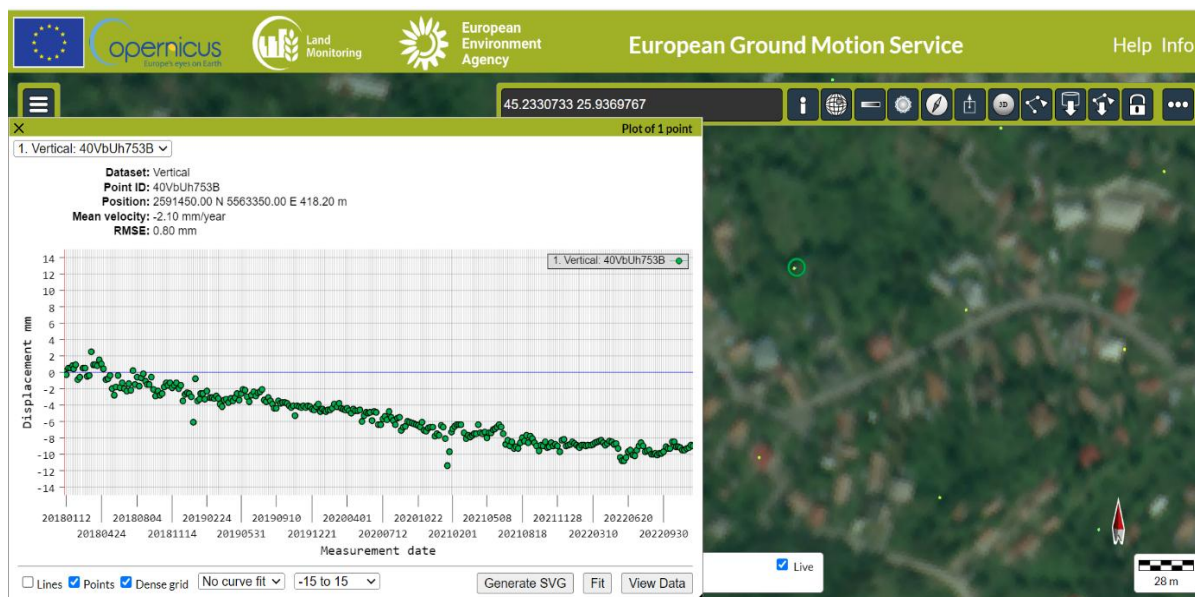 Copernicus
Europe's eyes on Earth
Land
Monitoring
European
Environment
Agency
European Ground Motion Service
Help Info
45.2330733 25.9369767
i
3D
•••
X
Plot of 1 point
1. Vertical: 40VbUh753B
Dataset: Vertical
Point ID: 40VbUh753B
Position: 2591450.00 N 5563350.00 E 418.20 m
Mean velocity: -2.10 mm/year
RMSE: 0.80 mm
1. Vertical: 40VbUh753B
14
12
10
8
6
4
2
0
-2
-4
-6
-8
-10
-12
-14
Displacement mm
20180112 20180804 20190224 20190910 20200401 20201022 20210508 20211128 20220620
20180424 20181114 20190531 20191221 20200712 20210201 20210818 20220310 20220930
Measurement date
Lines Points Dense grid No curve fit -15 to 15 Generate SVG Fit View Data
Live
N
28 m